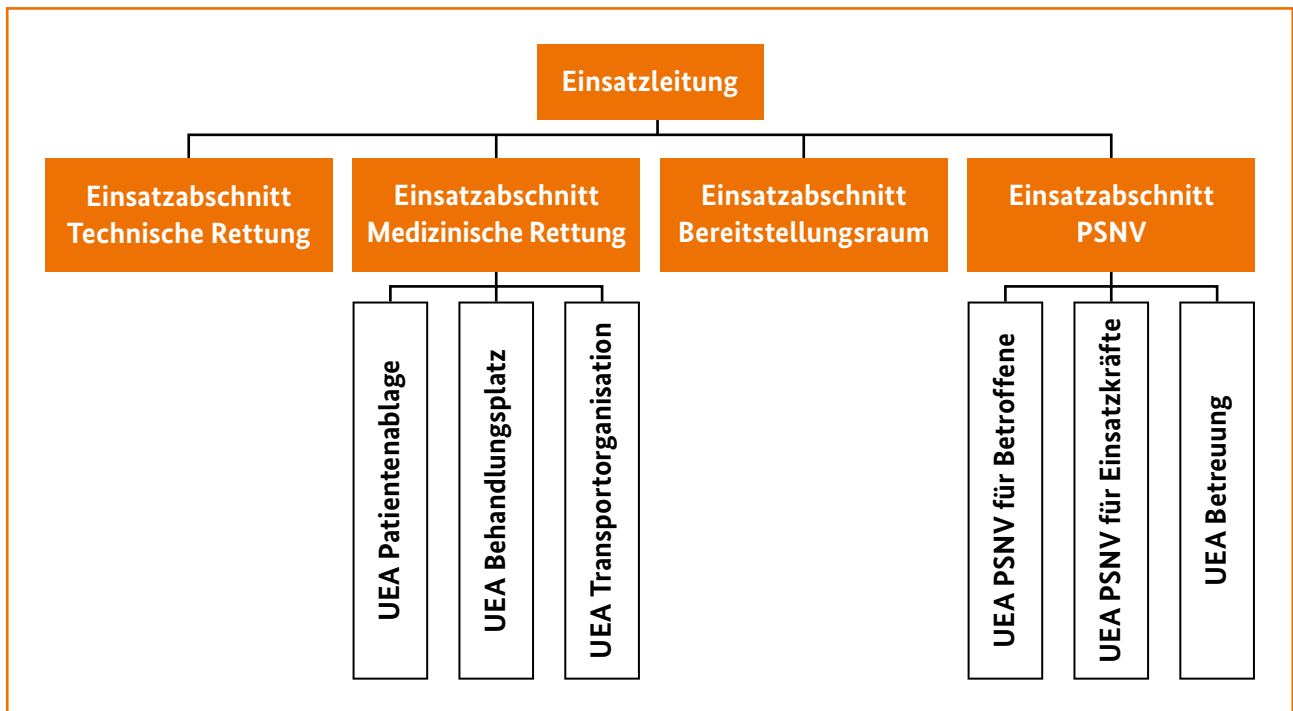 Einsatzleitung
Einsatzabschnitt
Technische Rettung
Einsatzabschnitt
Medizinische Rettung
Einsatzabschnitt
Bereitstellungsraum
Einsatzabschnitt
PSNV
UEA Patientenablage
UEA Behandlungsplatz
UEA Transportorganisation
UEA PSNV für Betroffene
UEA PSNV für Einsatzkräfte
UEA Betreuung